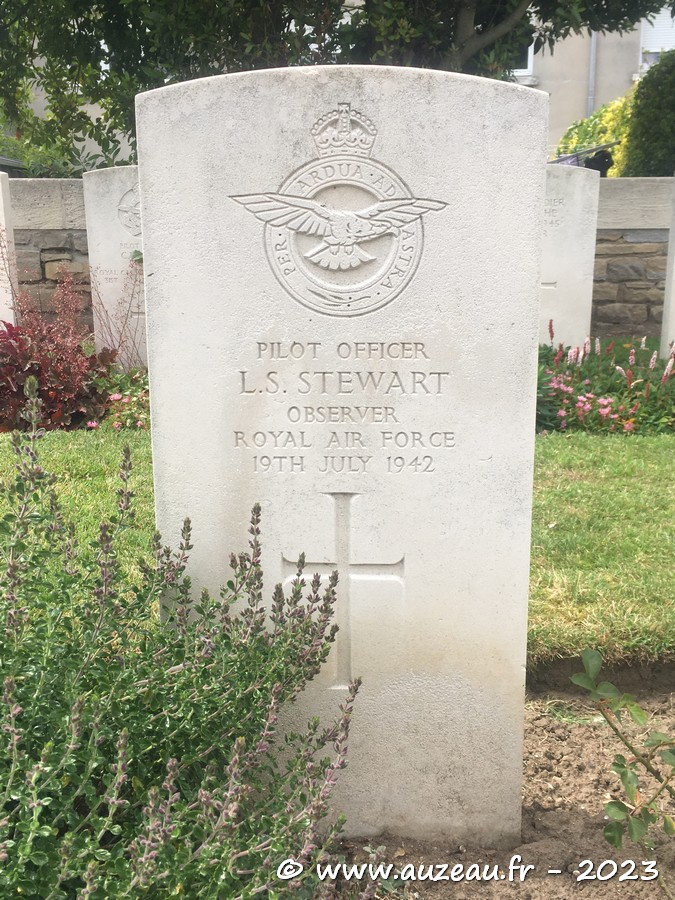 PER · ARDUA · AD · ASTRA ·
PILOT OFFICER
L.S. STEWART
OBSERVER
ROYAL AIR FORCE
19TH JULY 1942
© www.auzeau.fr - 2023